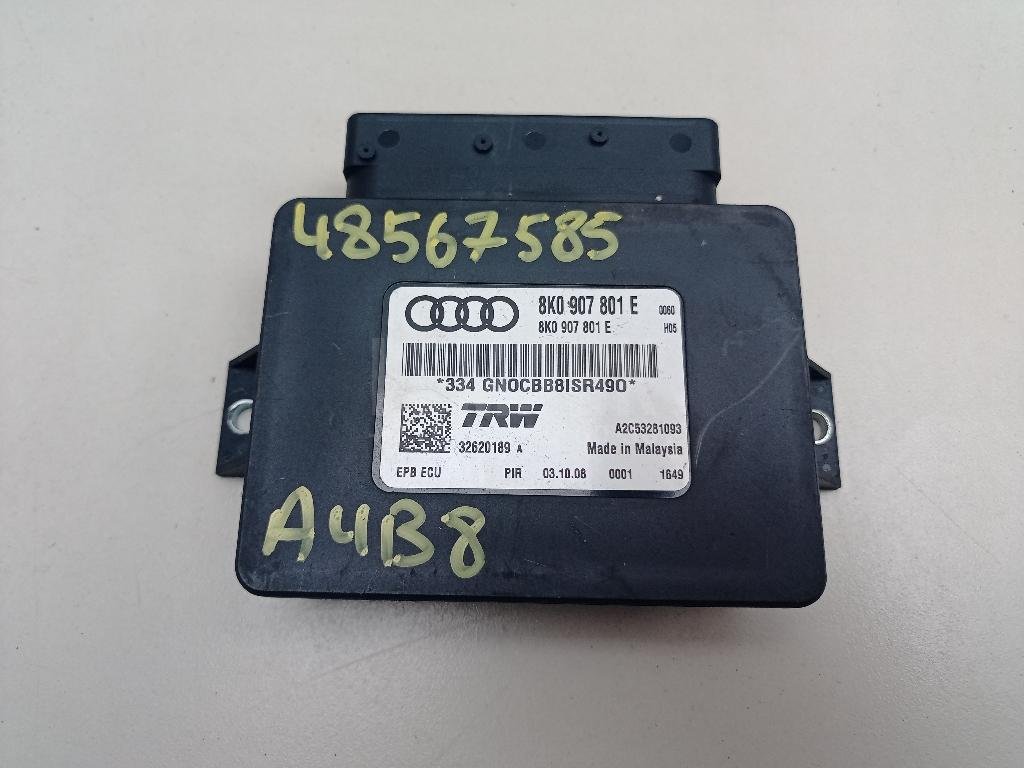 48567585
8K0 907 801 E 0060
8K0 907 801 E H05
*334 GN0CBB8ISR490*
TRW
A2C53281093
32620189 A Made in Malaysia
EPB ECU PIR 03.10.08 0001 1649
A4B8